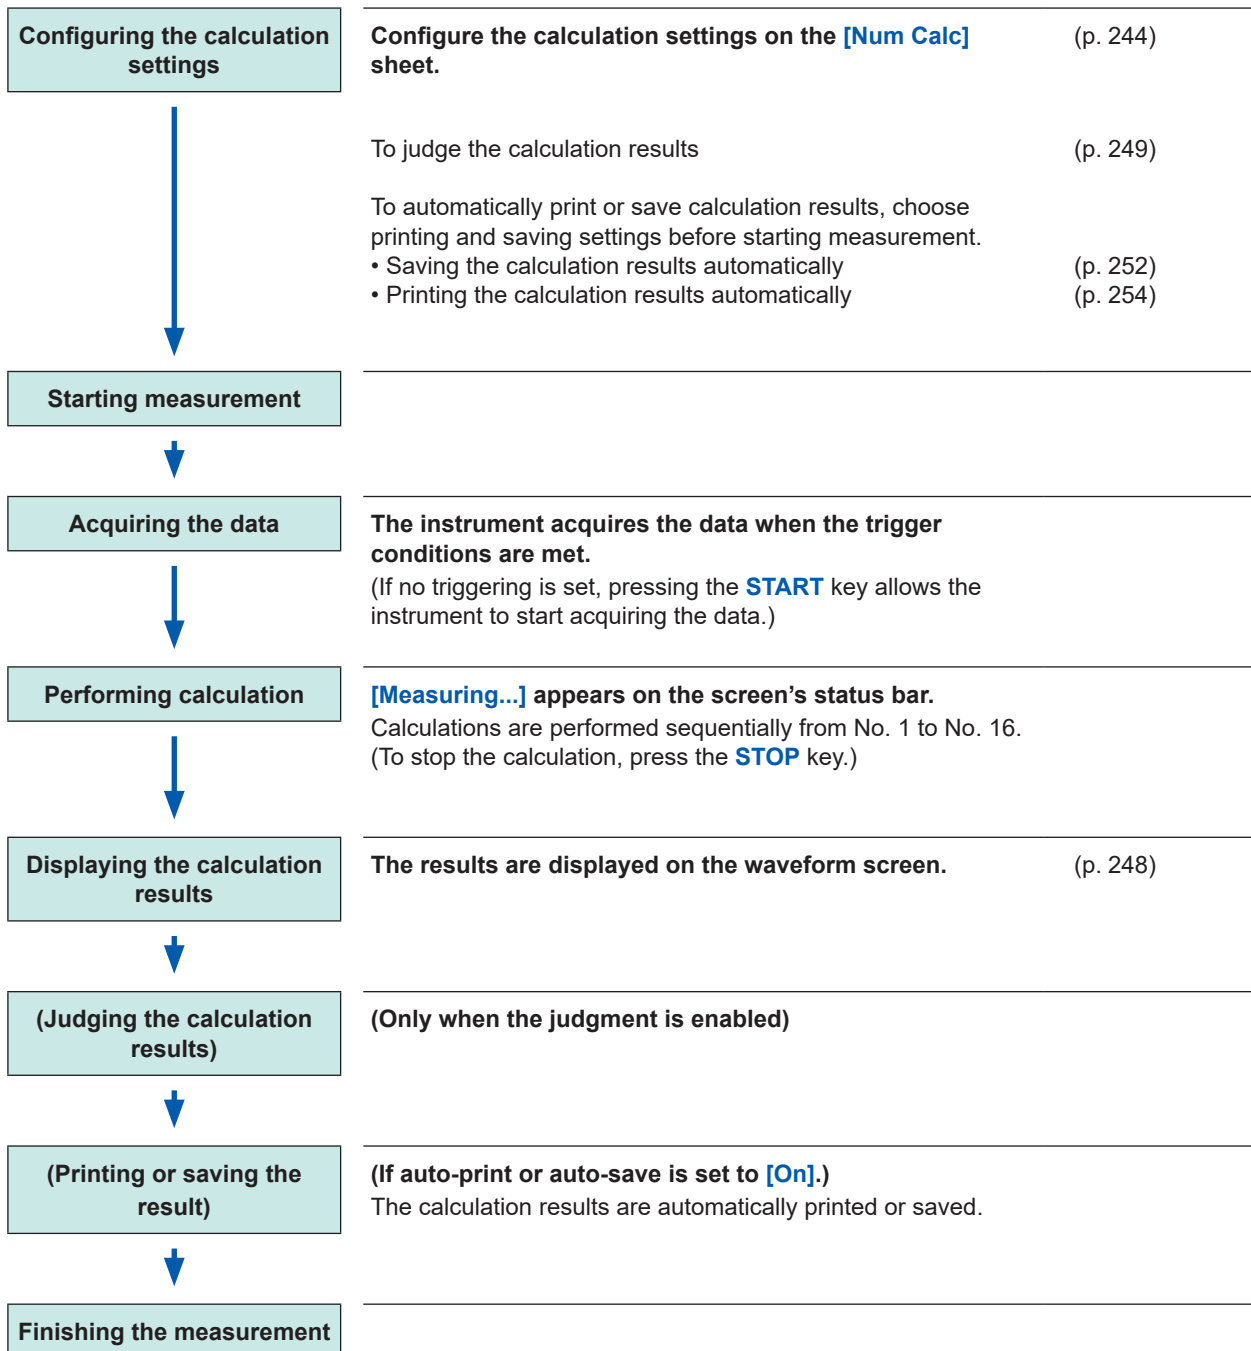 Configuring the calculation
settings
Configure the calculation settings on the [Num Calc] (p. 244)
sheet.
To judge the calculation results (p. 249)
To automatically print or save calculation results, choose
printing and saving settings before starting measurement.
• Saving the calculation results automatically (p. 252)
• Printing the calculation results automatically (p. 254)
Starting measurement
Acquiring the data
The instrument acquires the data when the trigger
conditions are met.
(If no triggering is set, pressing the START key allows the
instrument to start acquiring the data.)
Performing calculation
[Measuring...] appears on the screen’s status bar.
Calculations are performed sequentially from No. 1 to No. 16.
(To stop the calculation, press the STOP key.)
Displaying the calculation
results
The results are displayed on the waveform screen. (p. 248)
(Judging the calculation
results)
(Only when the judgment is enabled)
(Printing or saving the
result)
(If auto-print or auto-save is set to [On].)
The calculation results are automatically printed or saved.
Finishing the measurement